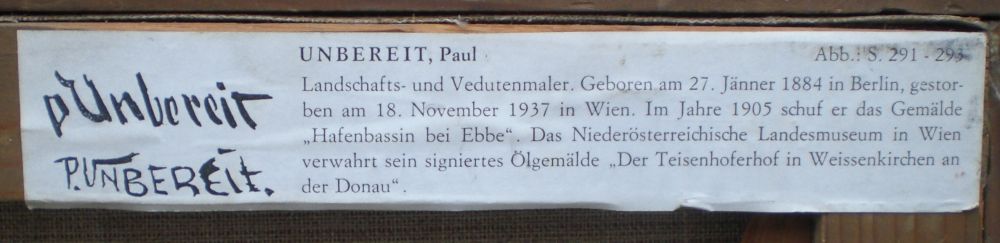 pUnbereit
P.UNBEREIT.
UNBEREIT, Paul Abb.: S. 291 - 293
Landschafts- und Vedutenmaler. Geboren am 27. Jänner 1884 in Berlin, gestor-
ben am 18. November 1937 in Wien. Im Jahre 1905 schuf er das Gemälde
„Hafenbassin bei Ebbe“. Das Niederösterreichische Landesmuseum in Wien
verwahrt sein signiertes Ölgemälde „Der Teisenhoferhof in Weissenkirchen an
der Donau“.